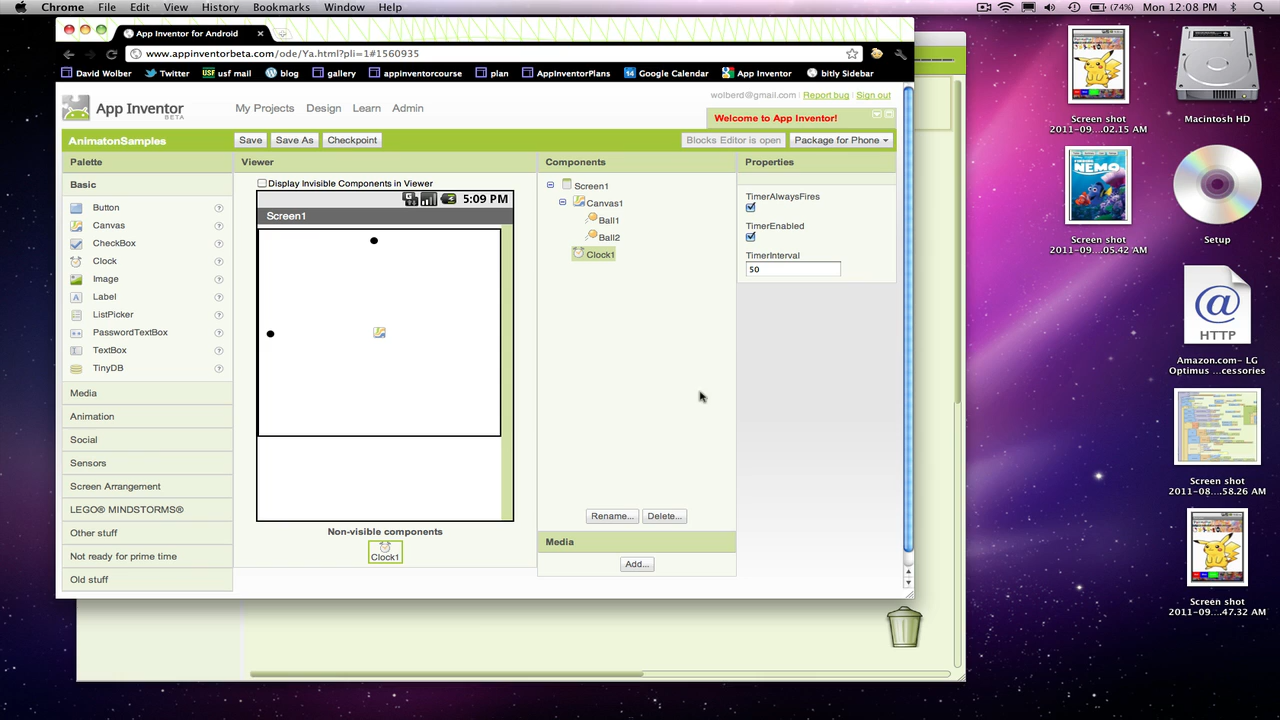 Chrome File Edit View History Bookmarks Window Help (74%) Mon 12:08 PM
App Inventor for Android
www.appinventorbeta.com/ode/Ya.html?pli=1#1560935
David Wolber Twitter usf mail blog gallery appinventorcourse plan AppInventorPlans 14 Google Calendar App Inventor bitly Sidebar
wolberd@gmail.com | Report bug | Sign out
App Inventor
BETA
My Projects Design Learn Admin
Welcome to App Inventor!
AnimatonSamples
Save Save As Checkpoint
Blocks Editor is open Package for Phone
Palette
Basic
Button
Canvas
CheckBox
Clock
Image
Label
ListPicker
PasswordTextBox
TextBox
TinyDB
Media
Animation
Social
Sensors
Screen Arrangement
LEGO® MINDSTORMS®
Other stuff
Not ready for prime time
Old stuff
Viewer
Display Invisible Components in Viewer
5:09 PM
Screen1
Non-visible components
Clock1
Components
Screen1
Canvas1
Ball1
Ball2
Clock1
Rename... Delete...
Media
Add...
Properties
TimerAlwaysFires
TimerEnabled
TimerInterval
50
Screen shot
2011-09....02.15 AM
Macintosh HD
FINDING
NEMO
Screen shot
2011-09....05.42 AM
Setup
HTTP
Amazon.com- LG
Optimus ...cessories
Screen shot
2011-08....58.26 AM
Screen shot
2011-09....47.32 AM